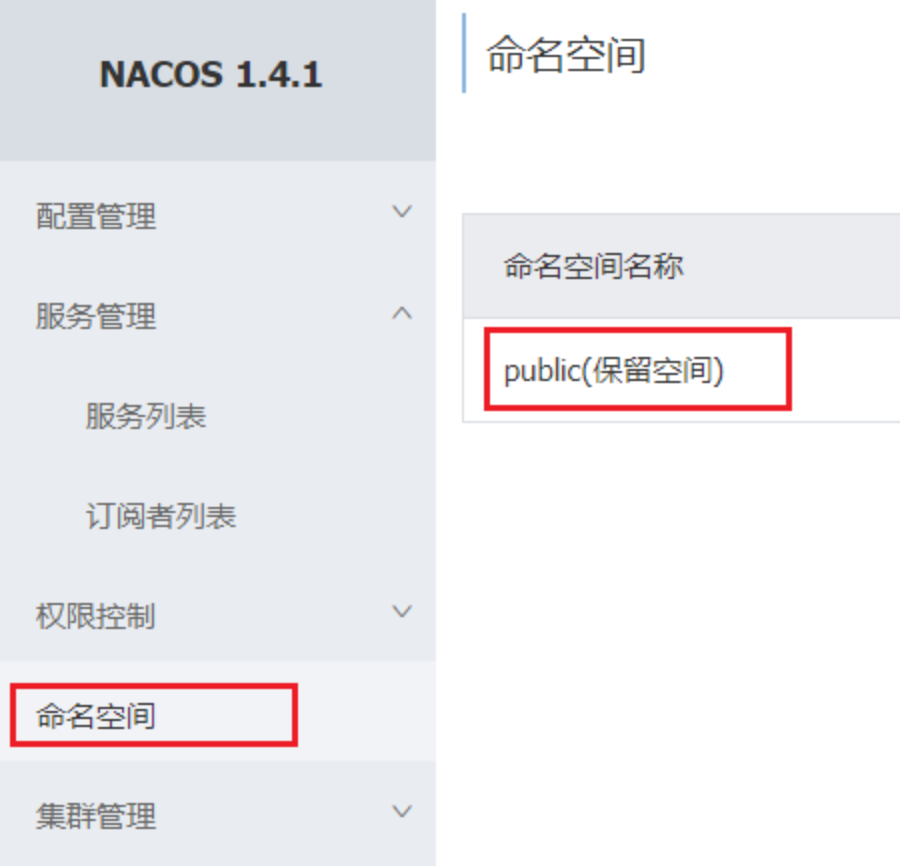 NACOS 1.4.1
配置管理
服务管理
服务列表
订阅者列表
权限控制
命名空间
集群管理
命名空间
命名空间名称
public(保留空间)